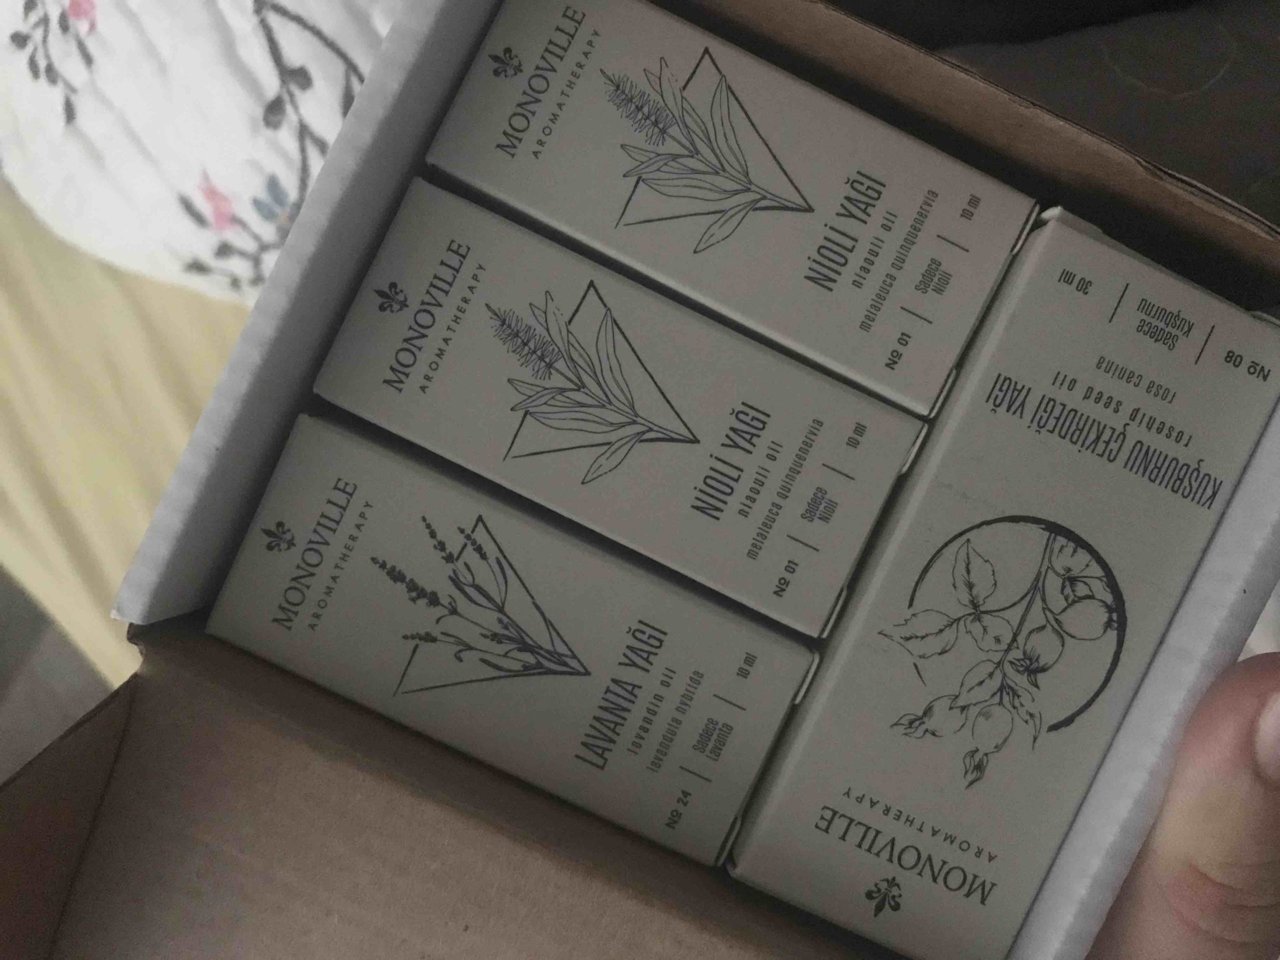 MONOVILLE
AROMATHERAPY
NİOLİ YAĞI
niaouli oil
melaleuca quinquenervia
№ 01 | Sadece Nioli | 10 ml
MONOVILLE
AROMATHERAPY
NİOLİ YAĞI
niaouli oil
melaleuca quinquenervia
№ 01 | Sadece Nioli | 10 ml
MONOVILLE
AROMATHERAPY
LAVANTA YAĞI
lavandin oil
lavandula hybrida
№ 24 | Sadece Lavanta | 10 ml
MONOVILLE
AROMATHERAPY
KUŞBURNU ÇEKİRDEĞİ YAĞI
rosehip seed oil
rosa canina
№ 08 | Sadece Kuşburnu | 30 ml